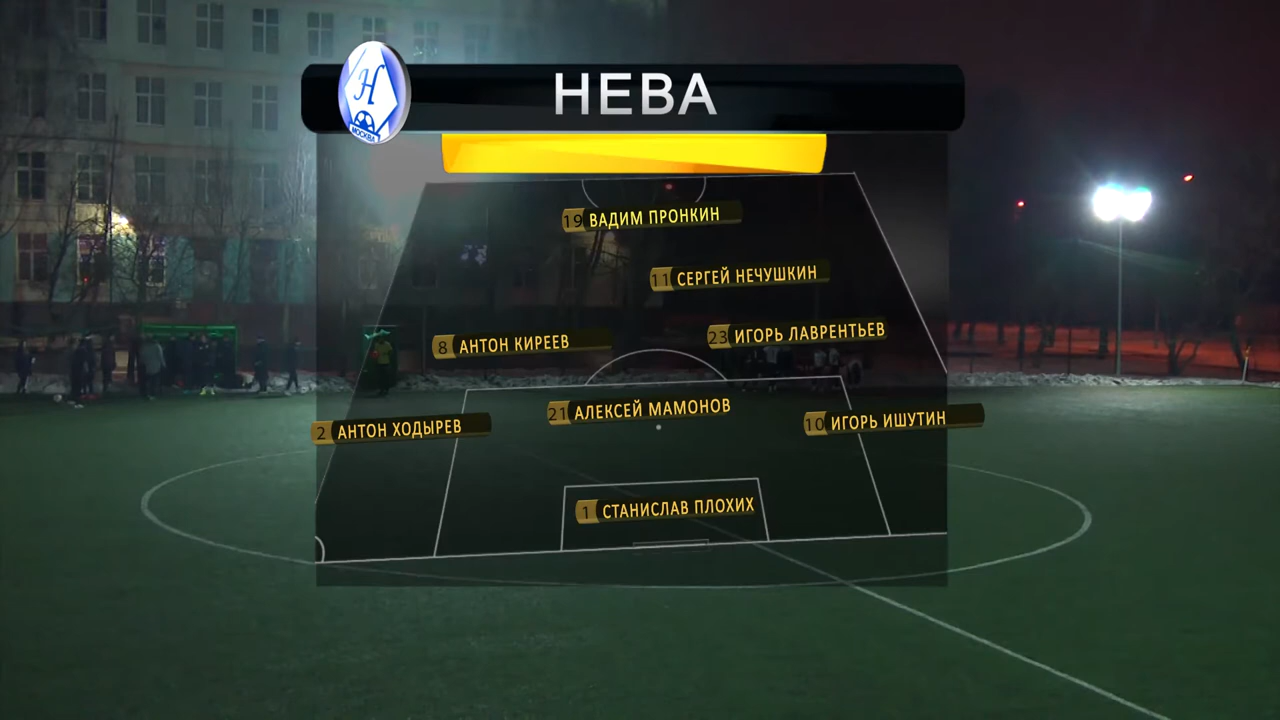 Н
МОСКВА
НЕВА
19 ВАДИМ ПРОНКИН
11 СЕРГЕЙ НЕЧУШКИН
8 АНТОН КИРЕЕВ
23 ИГОРЬ ЛАВРЕНТЬЕВ
21 АЛЕКСЕЙ МАМОНОВ
2 АНТОН ХОДЫРЕВ
10 ИГОРЬ ИШУТИН
1 СТАНИСЛАВ ПЛОХИХ